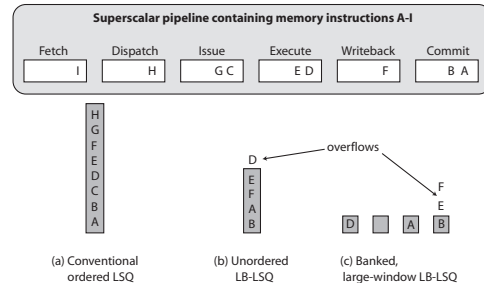 Superscalar pipeline containing memory instructions A-I
Fetch Dispatch Issue Execute Writeback Commit
I H G C E D F B A
H
G
F
E
D
C
B
A
overflows
D
E
F
A
B
F
E
D A B
(a) Conventional
ordered LSQ
(b) Unordered
LB-LSQ
(c) Banked,
large-window LB-LSQ